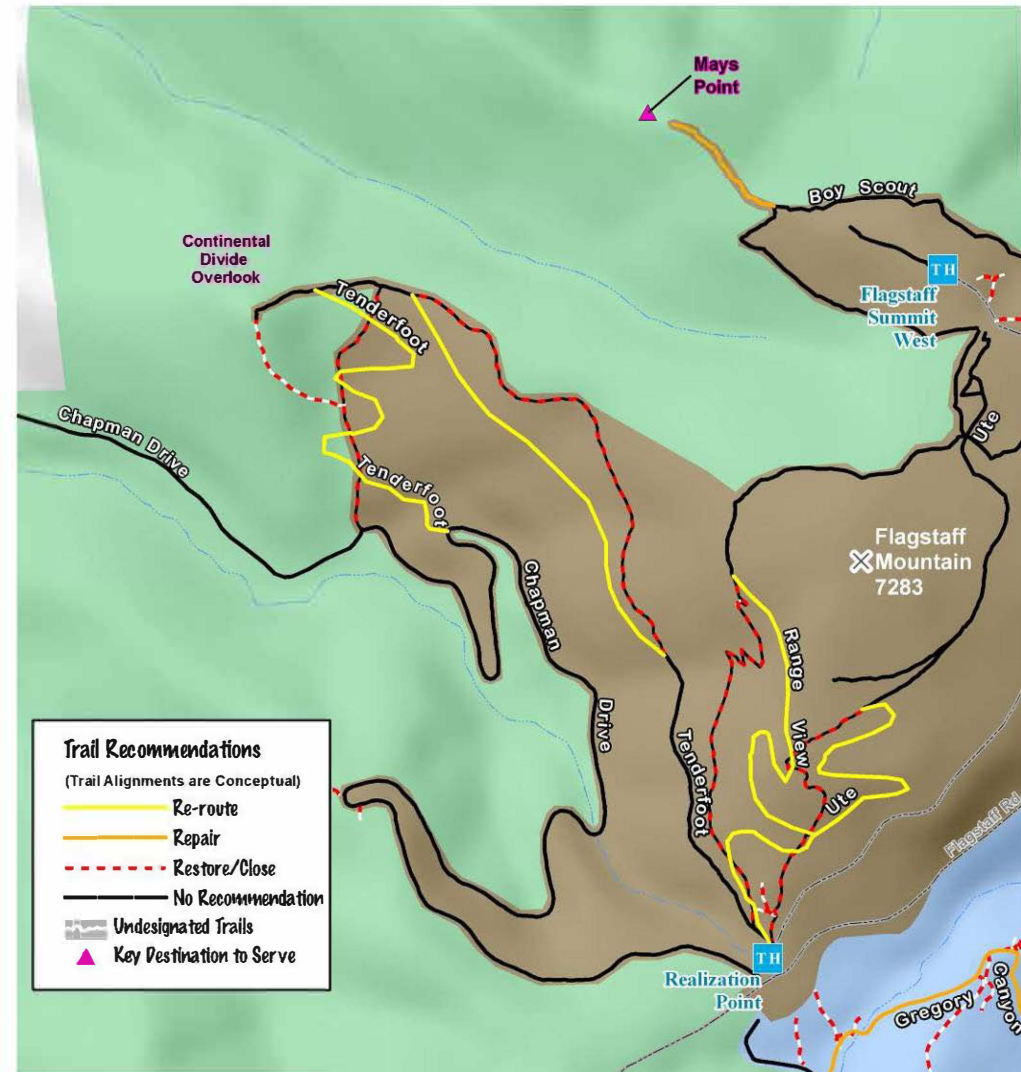 Mays
Point
Boy Scout
Continental
Divide
Overlook
TH
Flagstaff
Summit
West
Tenderfoot
Ute
Chapman Drive
Tenderfoot
Flagstaff
Mountain
7283
Chapman
Drive
Range
View
Tenderfoot
Ute
Flagstaff Rd
Trail Recommendations
(Trail Alignments are Conceptual)
Re-route
Repair
Restore/Close
No Recommendation
Undesignated Trails
Key Destination to Serve
TH
Realization
Point
Gregory
Canyon